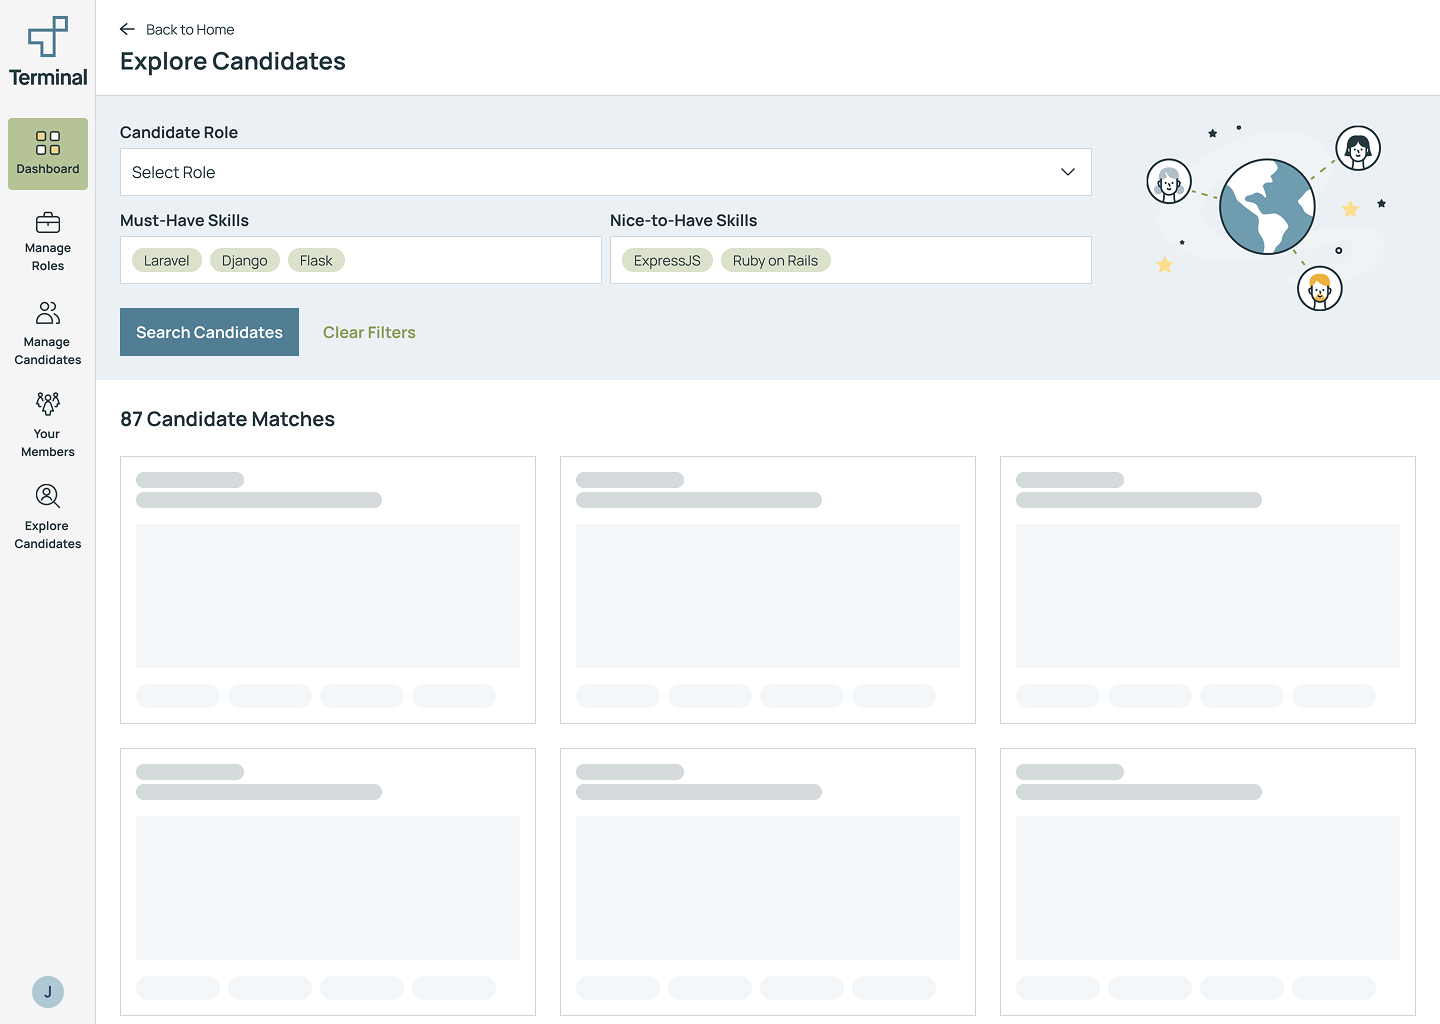 Terminal
Dashboard
Manage
Roles
Manage
Candidates
Your
Members
Explore
Candidates
J
Back to Home
Explore Candidates
Candidate Role
Select Role
Must-Have Skills
Laravel Django Flask
Nice-to-Have Skills
ExpressJS Ruby on Rails
Search Candidates Clear Filters
87 Candidate Matches